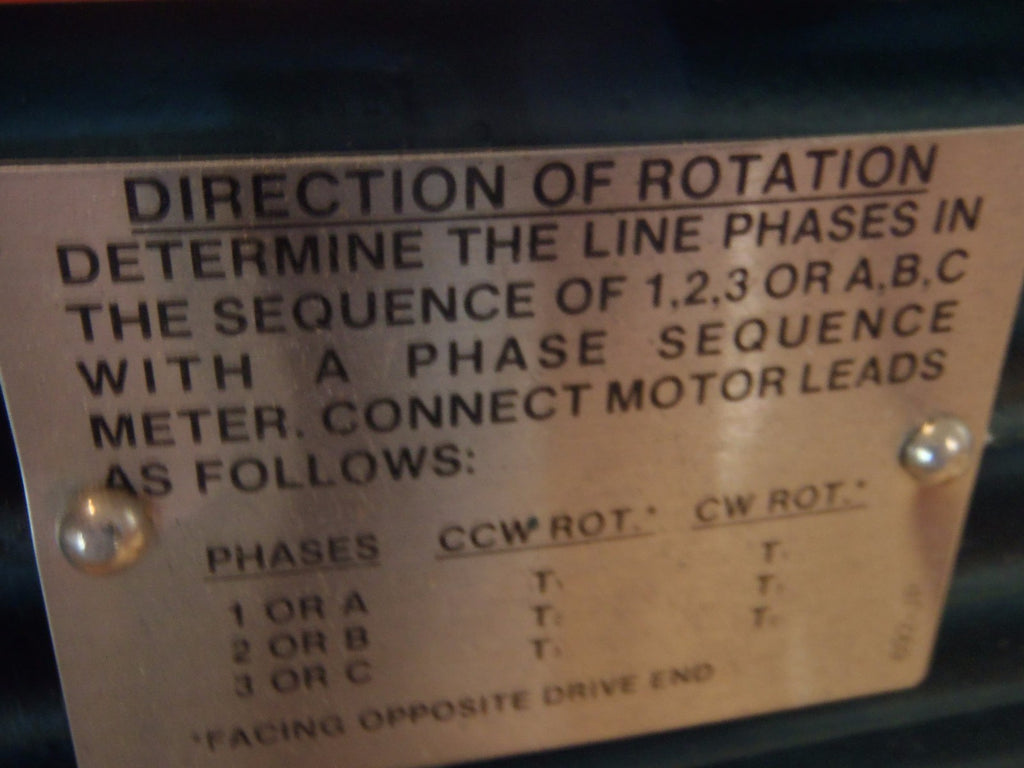 DIRECTION OF ROTATION
DETERMINE THE LINE PHASES IN
THE SEQUENCE OF 1,2,3 OR A,B,C
WITH A PHASE SEQUENCE
METER. CONNECT MOTOR LEADS
AS FOLLOWS:
PHASES CCW ROT.* CW ROT.*
1 OR A T T
2 OR B T T
3 OR C T T
*FACING OPPOSITE DRIVE END